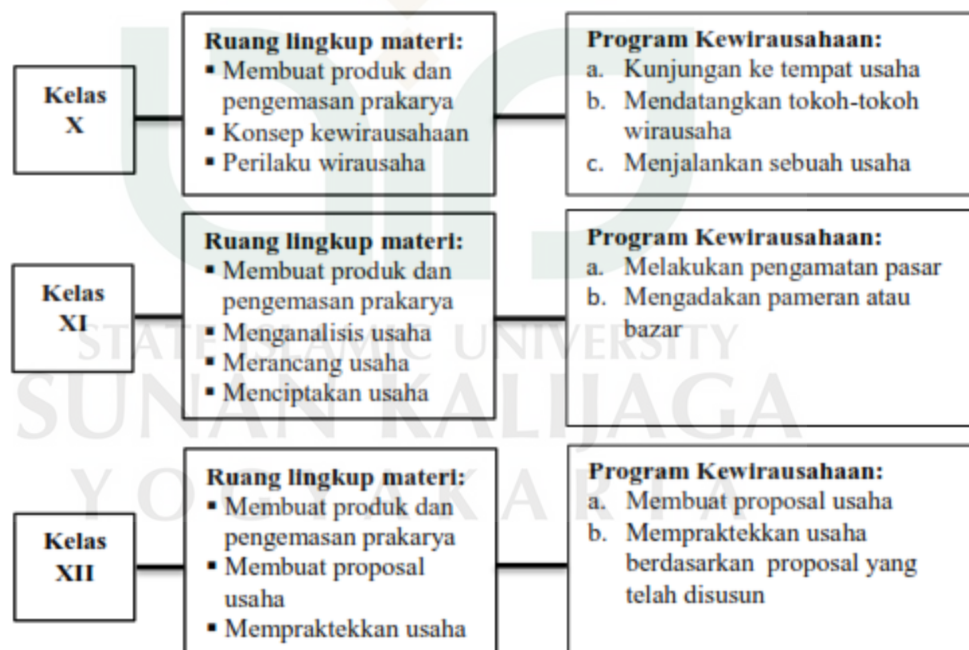 Kelas
X
Ruang lingkup materi:
▪ Membuat produk dan
pengemasan prakarya
▪ Konsep kewirausahaan
▪ Perilaku wirausaha
Program Kewirausahaan:
a. Kunjungan ke tempat usaha
b. Mendatangkan tokoh-tokoh
wirausaha
c. Menjalankan sebuah usaha
Kelas
XI
Ruang lingkup materi:
▪ Membuat produk dan
pengemasan prakarya
▪ Menganalisis usaha
▪ Merancang usaha
▪ Menciptakan usaha
Program Kewirausahaan:
a. Melakukan pengamatan pasar
b. Mengadakan pameran atau
bazar
Kelas
XII
Ruang lingkup materi:
▪ Membuat produk dan
pengemasan prakarya
▪ Membuat proposal
usaha
▪ Mempraktekkan usaha
Program Kewirausahaan:
a. Membuat proposal usaha
b. Mempraktekkan usaha
berdasarkan proposal yang
telah disusun
STATE ISLAMIC UNIVERSITY
SUNAN KALIJAGA
YOGYAKARTA